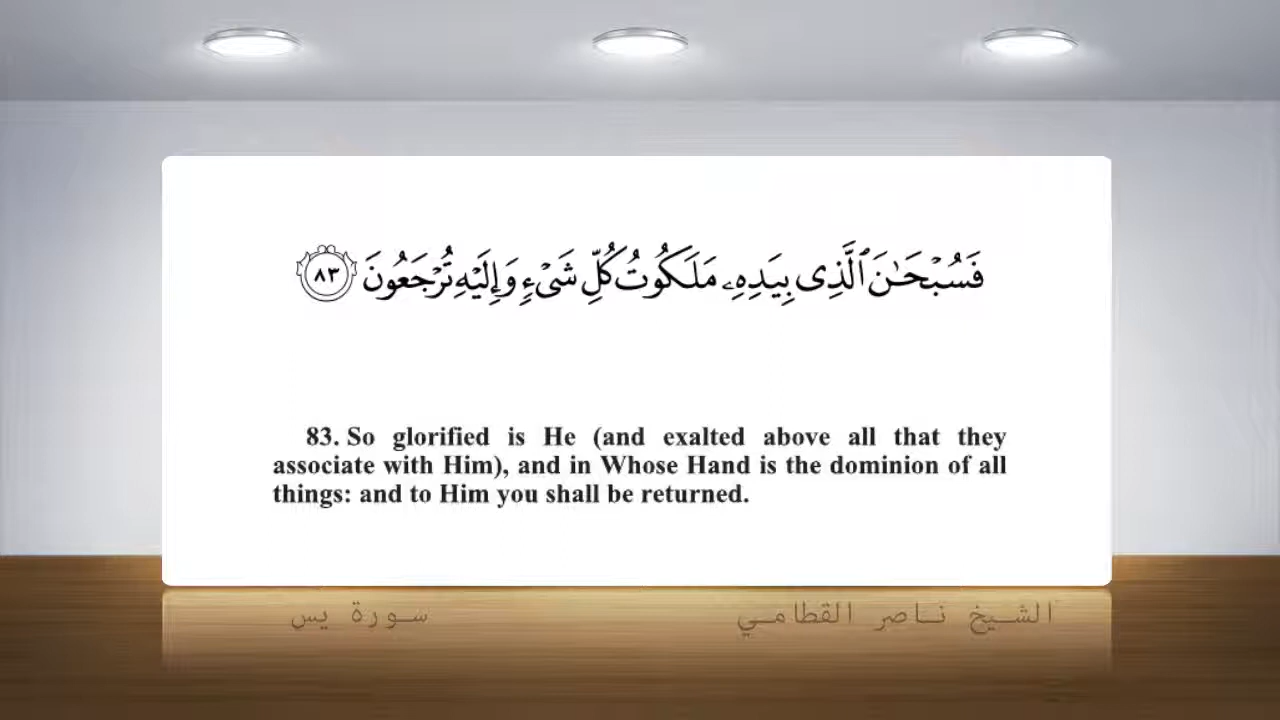 فَسُبْحَـٰنَ ٱلَّذِى بِيَدِهِۦ مَلَكُوتُ كُلِّ شَىْءٍ وَإِلَيْهِ تُرْجَعُونَ ٨٣
83. So glorified is He (and exalted above all that they
associate with Him), and in Whose Hand is the dominion of all
things: and to Him you shall be returned.
الشيخ ناصر القطامي سورة يس